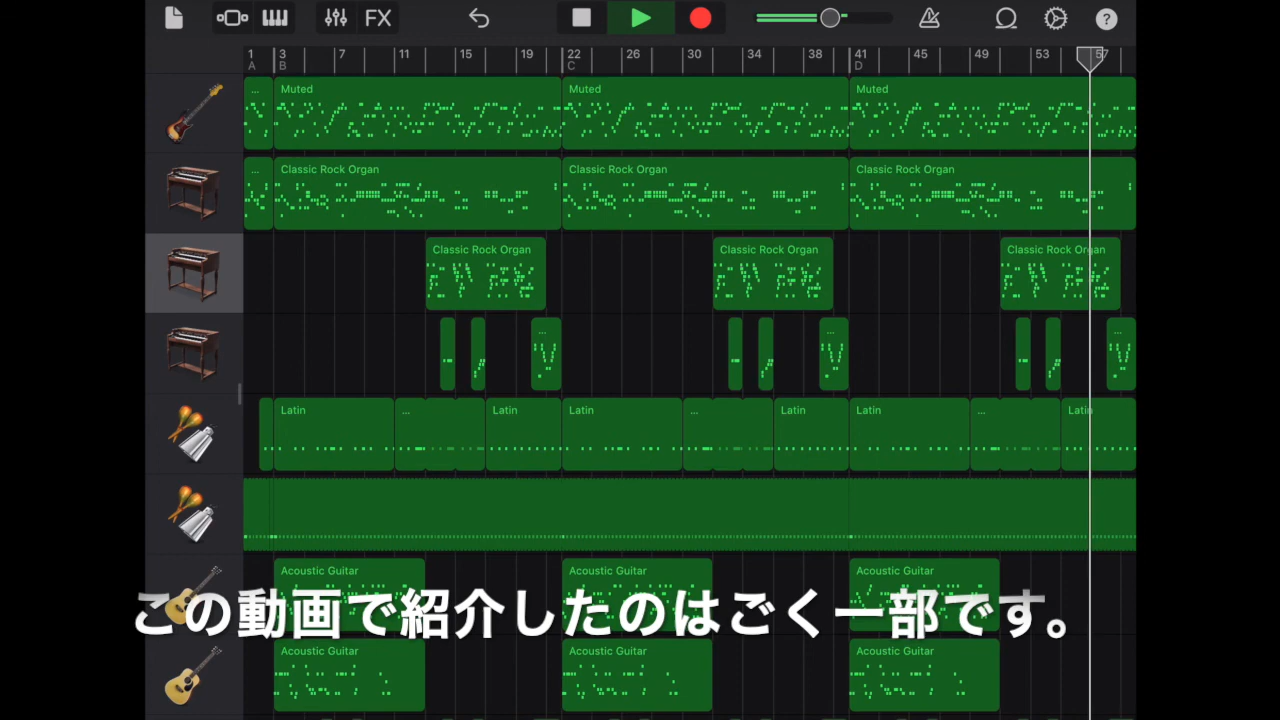 FX
?
1 3 7 11 15 19 22 26 30 34 38 41 45 49 53 57
A B C D
... Muted Muted Muted
... Classic Rock Organ Classic Rock Organ Classic Rock Organ
Classic Rock Organ Classic Rock Organ Classic Rock Organ
... ... ...
Latin ... Latin Latin ... Latin Latin ... Latin
Acoustic Guitar Acoustic Guitar Acoustic Guitar
この動画で紹介したのはごく一部です。
Acoustic Guitar Acoustic Guitar Acoustic Guitar